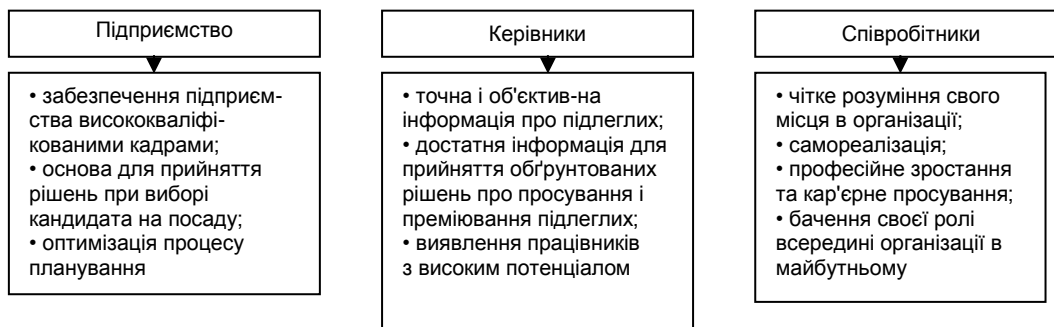 Підприємство
• забезпечення підприєм-
ства висококваліфі-
кованими кадрами;
• основа для прийняття
рішень при виборі
кандидата на посаду;
• оптимізація процесу
планування
Керівники
• точна і об'єктив-на
інформація про підлеглих;
• достатня інформація для
прийняття обґрунтованих
рішень про просування і
преміювання підлеглих;
• виявлення працівників
з високим потенціалом
Співробітники
• чітке розуміння свого
місця в організації;
• самореалізація;
• професійне зростання
та кар'єрне просування;
• бачення своєї ролі
всередині організації в
майбутньому